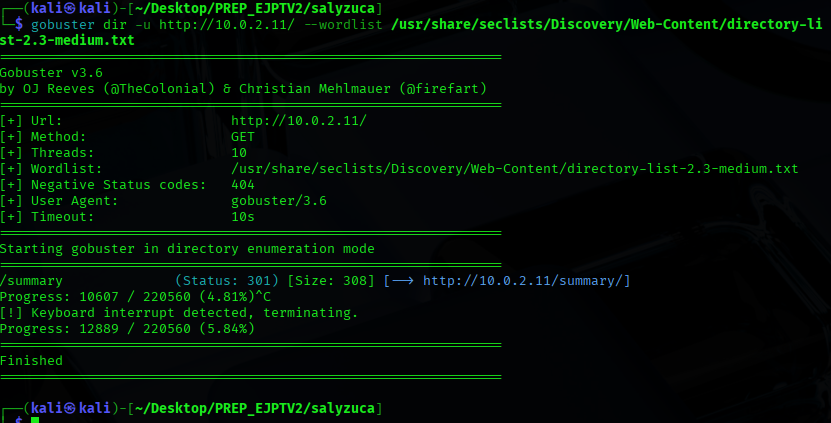 ┌──(kali㉿kali)-[~/Desktop/PREP_EJPTV2/salyzuca]
└─$ gobuster dir -u http://10.0.2.11/ --wordlist /usr/share/seclists/Discovery/Web-Content/directory-li
st-2.3-medium.txt
===============================================================
Gobuster v3.6
by OJ Reeves (@TheColonial) & Christian Mehlmauer (@firefart)
===============================================================
[+] Url:                     http://10.0.2.11/
[+] Method:                  GET
[+] Threads:                 10
[+] Wordlist:                /usr/share/seclists/Discovery/Web-Content/directory-list-2.3-medium.txt
[+] Negative Status codes:   404
[+] User Agent:              gobuster/3.6
[+] Timeout:                 10s
===============================================================
Starting gobuster in directory enumeration mode
===============================================================
/summary              (Status: 301) [Size: 308] [--> http://10.0.2.11/summary/]
Progress: 10607 / 220560 (4.81%)^C
[!] Keyboard interrupt detected, terminating.
Progress: 12889 / 220560 (5.84%)
===============================================================
Finished
===============================================================
┌──(kali㉿kali)-[~/Desktop/PREP_EJPTV2/salyzuca]
└─$